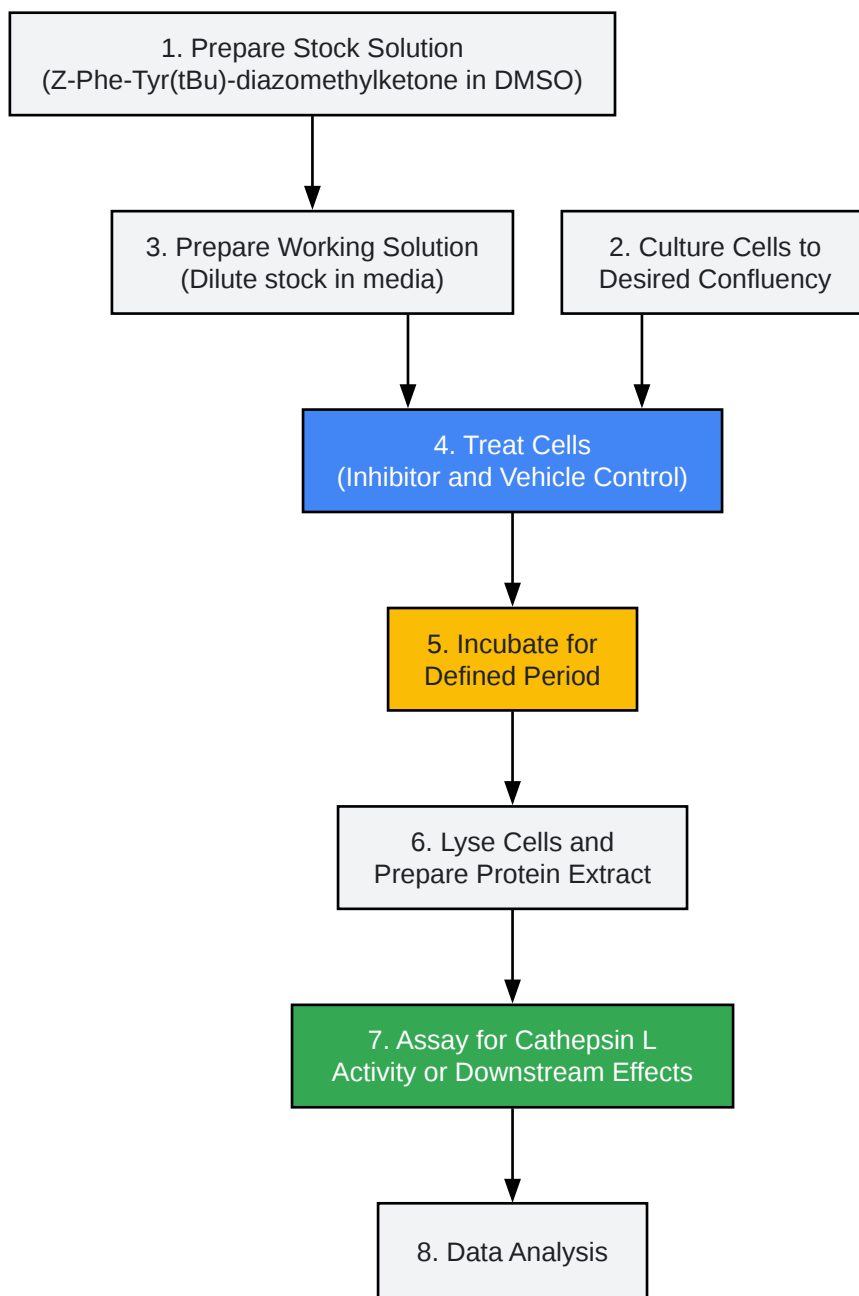 1. Prepare Stock Solution
(Z-Phe-Tyr(tBu)-diazomethylketone in DMSO)
3. Prepare Working Solution
(Dilute stock in media)
2. Culture Cells to
Desired Confluency
4. Treat Cells
(Inhibitor and Vehicle Control)
5. Incubate for
Defined Period
6. Lyse Cells and
Prepare Protein Extract
7. Assay for Cathepsin L
Activity or Downstream Effects
8. Data Analysis